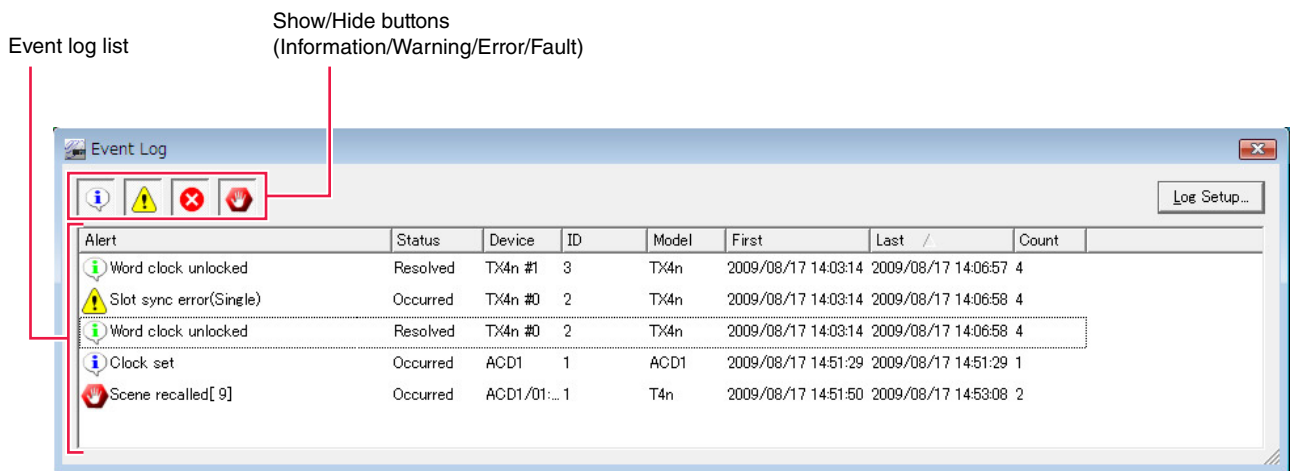 Show/Hide buttons
Event log list
(Information/Warning/Error/Fault)
Event Log
Log Setup...
Alert Status Device ID Model First Last Count
Word clock unlocked Resolved TX4n #1 3 TX4n 2009/08/17 14:03:14 2009/08/17 14:06:57 4
Slot sync error(Single) Occurred TX4n #0 2 TX4n 2009/08/17 14:03:14 2009/08/17 14:06:58 4
Word clock unlocked Resolved TX4n #0 2 TX4n 2009/08/17 14:03:14 2009/08/17 14:06:58 4
Clock set Occurred ACD1 1 ACD1 2009/08/17 14:51:29 2009/08/17 14:51:29 1
Scene recalled[ 9] Occurred ACD1/01:... 1 T4n 2009/08/17 14:51:50 2009/08/17 14:53:08 2